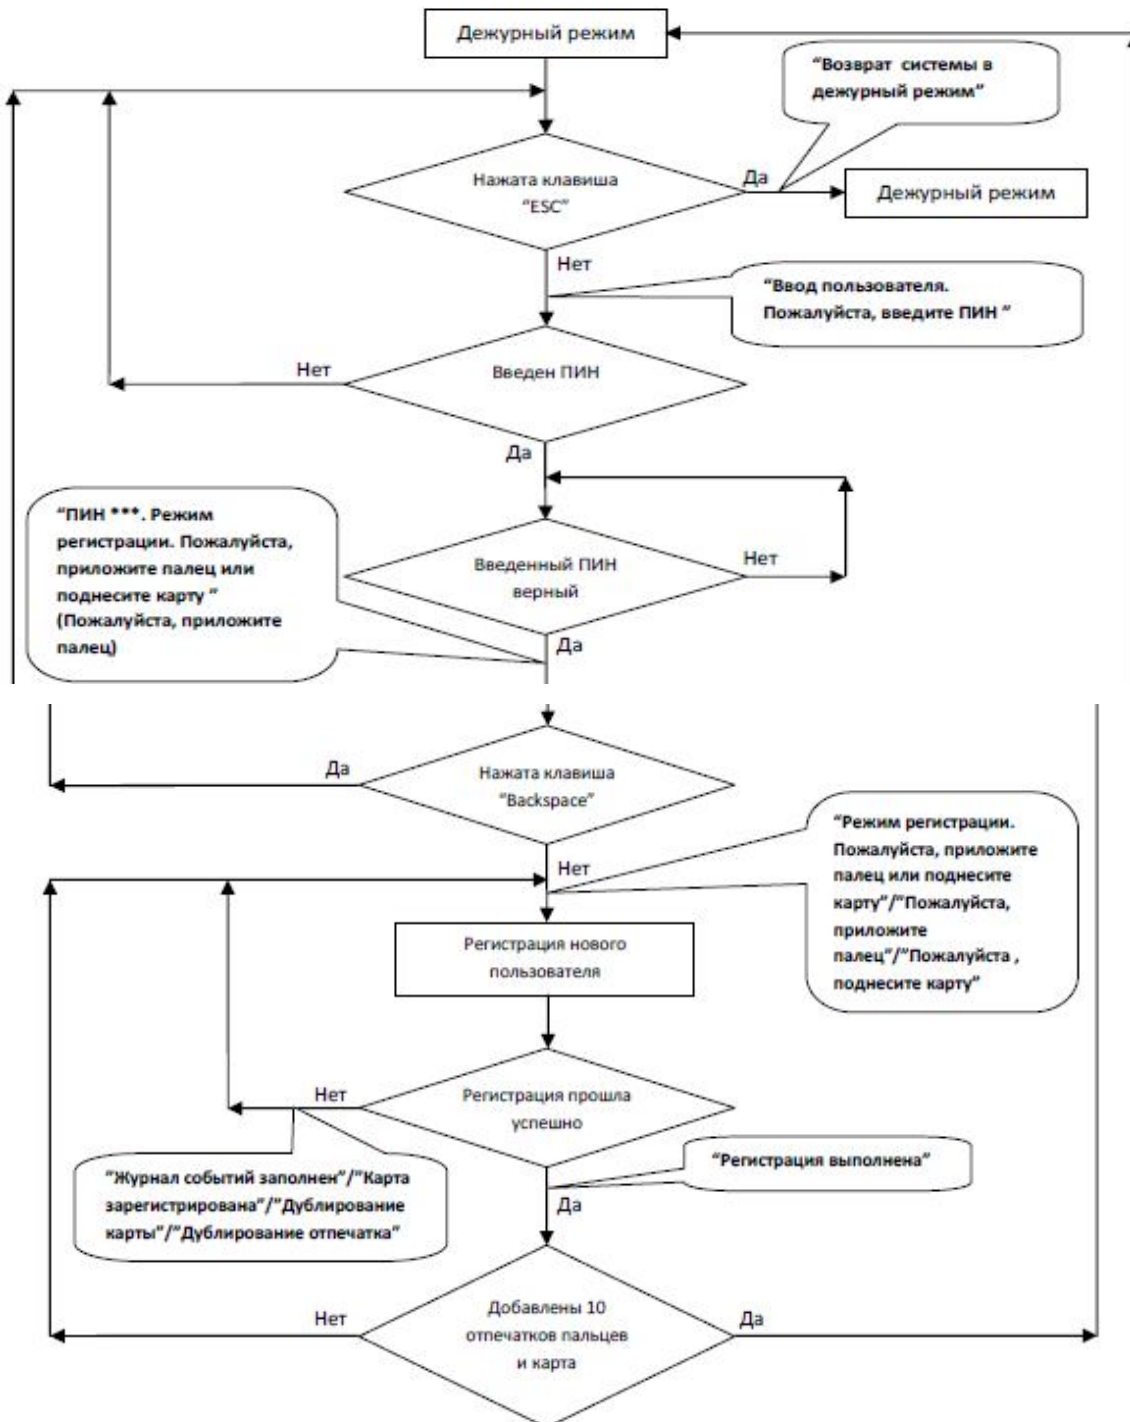 Дежурный режим
“Возврат системы в
дежурный режим”
Нажата клавиша
“ESC”
Да
Дежурный режим
Нет
“Ввод пользователя.
Пожалуйста, введите ПИН ”
Введен ПИН
Нет
Да
“ПИН ***. Режим
регистрации. Пожалуйста,
приложите палец или
поднесите карту ”
(Пожалуйста, приложите
палец)
Введенный ПИН
верный
Нет
Да
Нажата клавиша
“Backspace”
Да
Нет
“Режим регистрации.
Пожалуйста, приложите
палец или поднесите
карту”/”Пожалуйста,
приложите
палец”/”Пожалуйста ,
поднесите карту”
Регистрация нового
пользователя
Регистрация прошла
успешно
Нет
“Журнал событий заполнен”/”Карта
зарегистрирована”/”Дублирование
карты”/”Дублирование отпечатка”
“Регистрация выполнена”
Да
Добавлены 10
отпечатков пальцев
и карта
Нет
Да